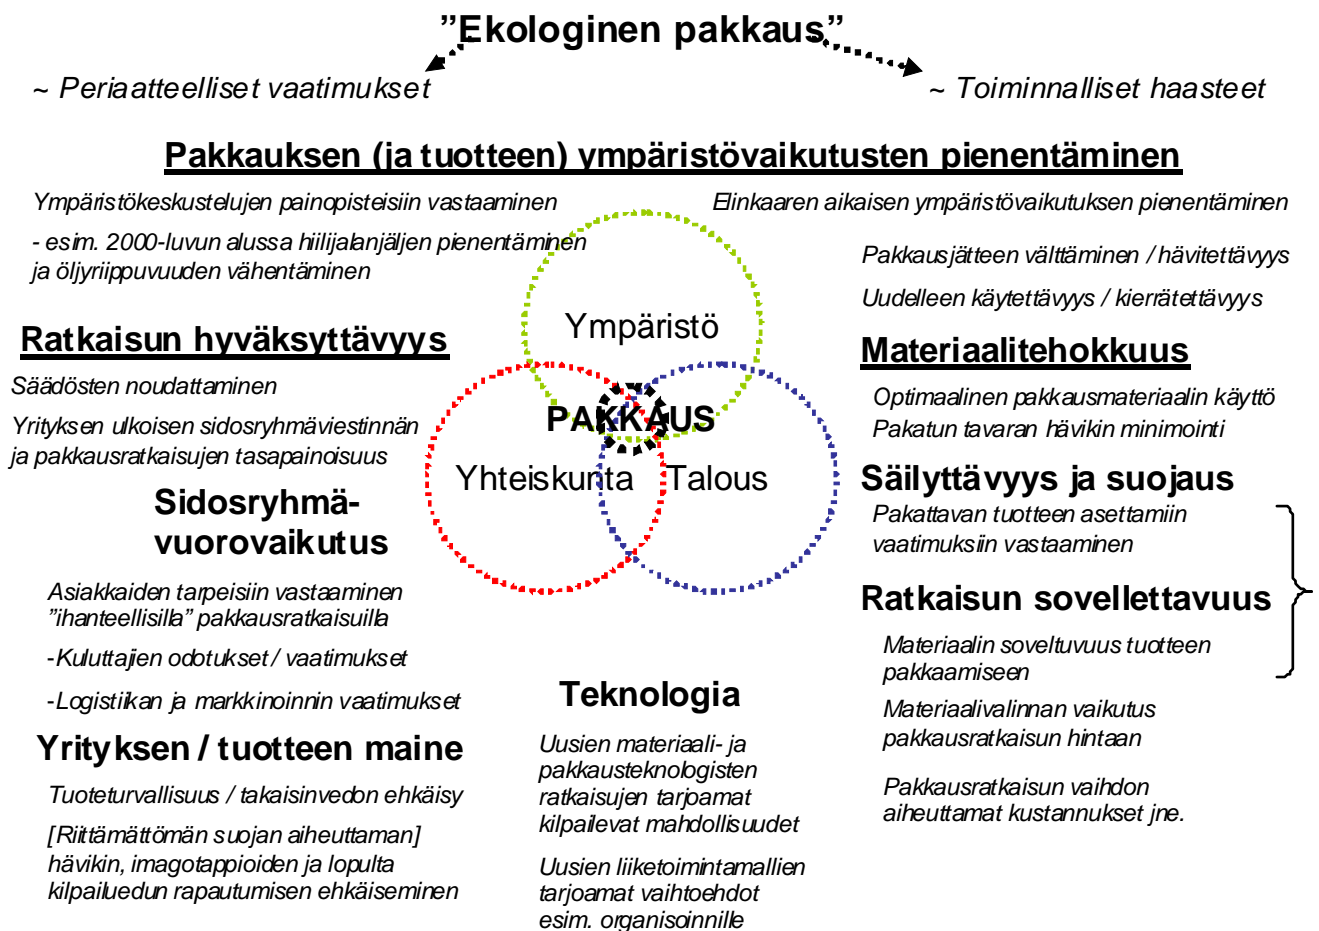 ”Ekologinen pakkaus”
~ Periaatteelliset vaatimukset
~ Toiminnalliset haasteet
Pakkauksen (ja tuotteen) ympäristövaikutusten pienentäminen
Ympäristökeskustelujen painopisteisiin vastaaminen
- esim. 2000-luvun alussa hiilijalanjäljen pienentäminen
ja öljyriippuvuuden vähentäminen
Elinkaaren aikaisen ympäristövaikutuksen pienentäminen
Pakkausjätteen välttäminen / hävitettävyys
Uudelleen käytettävyys / kierrätettävyys
Ympäristö
PAKKAUS
Yhteiskunta
Talous
Ratkaisun hyväksyttävyys
Säädösten noudattaminen
Yrityksen ulkoisen sidosryhmäviestinnän
ja pakkausratkaisujen tasapainoisuus
Sidosryhmä-
vuorovaikutus
Asiakkaiden tarpeisiin vastaaminen
”ihanteellisilla” pakkausratkaisuilla
-Kuluttajien odotukset / vaatimukset
-Logistiikan ja markkinoinnin vaatimukset
Yrityksen / tuotteen maine
Tuoteturvallisuus / takaisinvedon ehkäisy
[Riittämättömän suojan aiheuttaman]
hävikin, imagotappioiden ja lopulta
kilpailuedun rapautumisen ehkäiseminen
Teknologia
Uusien materiaali- ja
pakkausteknologisten
ratkaisujen tarjoamat
kilpailevat mahdollisuudet
Uusien liiketoimintamallien
tarjoamat vaihtoehdot
esim. organisoinnille
Materiaalitehokkuus
Optimaalinen pakkausmateriaalin käyttö
Pakatun tavaran hävikin minimointi
Säilyttävyys ja suojaus
Pakattavan tuotteen asettamiin
vaatimuksiin vastaaminen
Ratkaisun sovellettavuus
Materiaalin soveltuvuus tuotteen
pakkaamiseen
Materiaalivalinnan vaikutus
pakkausratkaisun hintaan
Pakkausratkaisun vaihdon
aiheuttamat kustannukset jne.